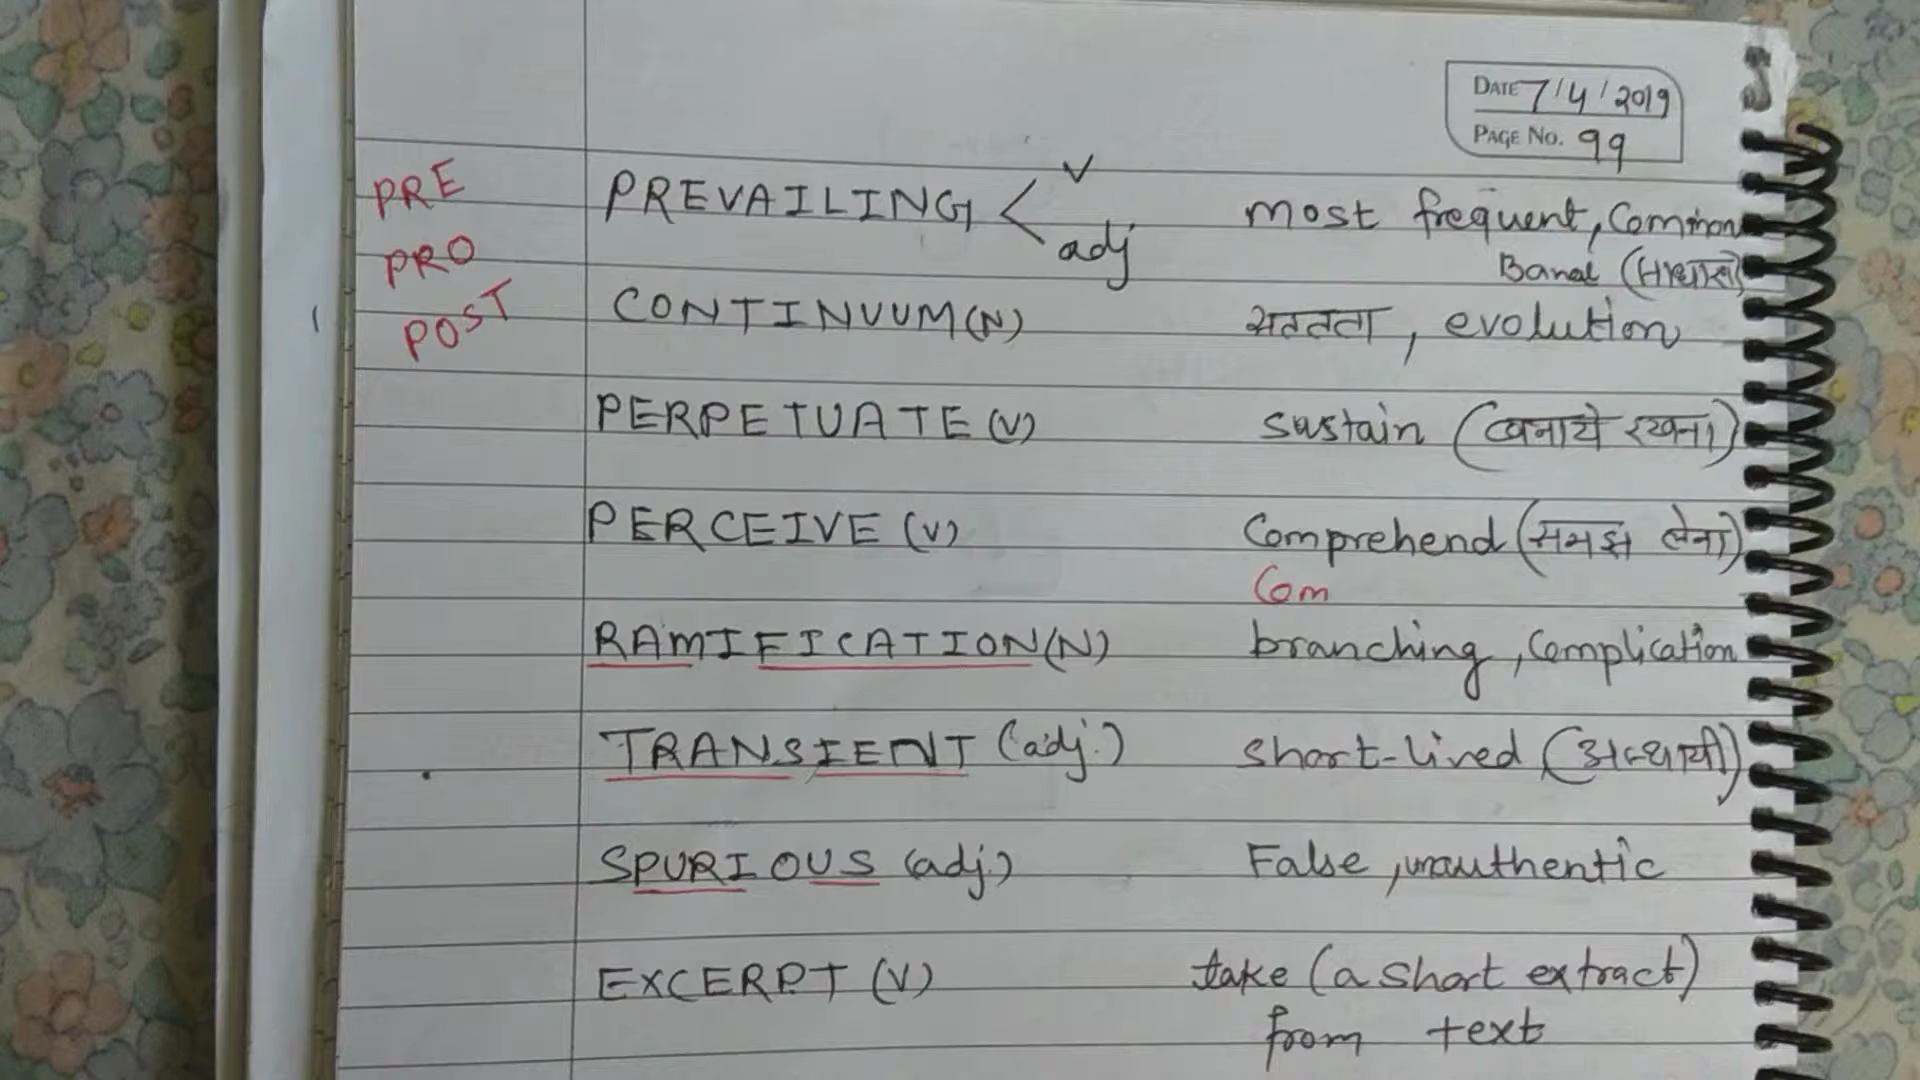 DATE 7/4/2019
PAGE NO. 99
PRE
PRO
POST
PREVAILING < v adj most frequent, Common
Banal
CONTINUUM (N) सततता, evolution
PERPETUATE (V) sustain (बनाये रखना)
PERCEIVE (V) Comprehend (समझ लेना)
Com
RAMIFICATION (N) branching, Complication
TRANSIENT (adj.) short-lived (अस्थायी)
SPURIOUS (adj.) False, unauthentic
EXCERPT (V) take (a short extract)
from text